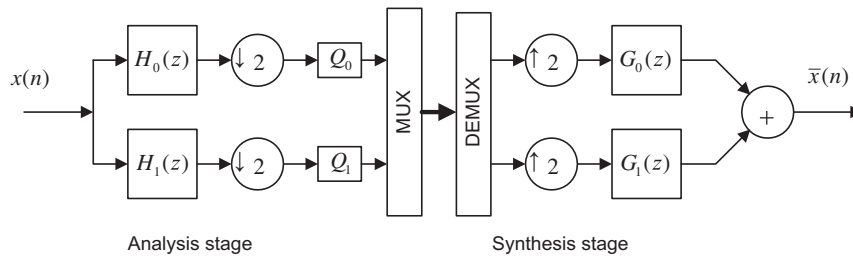 x(n)
H₀(z)
↓ 2
Q₀
MUX
DEMUX
↑ 2
G₀(z)
x̅(n)
+
H₁(z)
↓ 2
Q₁
↑ 2
G₁(z)
Analysis stage
Synthesis stage